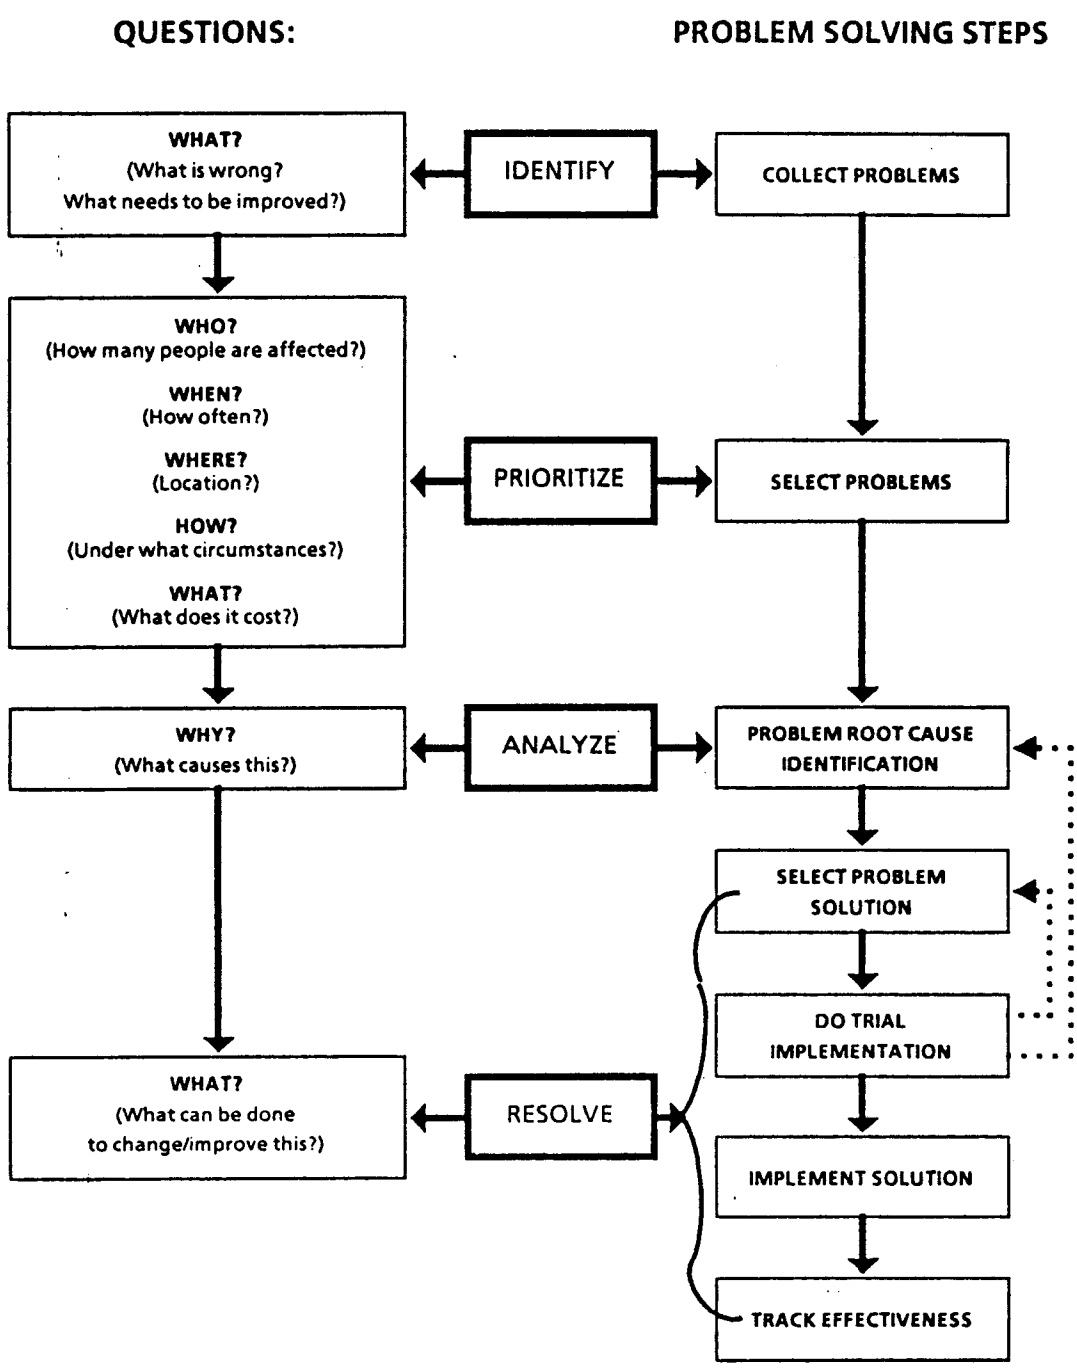 QUESTIONS:
PROBLEM SOLVING STEPS
WHAT?
(What is wrong?
What needs to be improved?)
IDENTIFY
COLLECT PROBLEMS
WHO?
(How many people are affected?)
WHEN?
(How often?)
WHERE?
(Location?)
HOW?
(Under what circumstances?)
WHAT?
(What does it cost?)
PRIORITIZE
SELECT PROBLEMS
WHY?
(What causes this?)
ANALYZE
PROBLEM ROOT CAUSE
IDENTIFICATION
SELECT PROBLEM
SOLUTION
DO TRIAL
IMPLEMENTATION
WHAT?
(What can be done
to change/improve this?)
RESOLVE
IMPLEMENT SOLUTION
TRACK EFFECTIVENESS